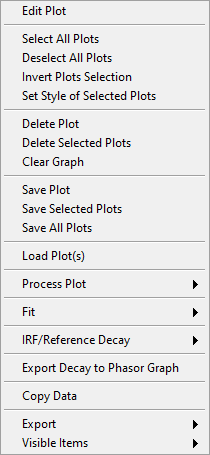 Edit Plot
Select All Plots
Deselect All Plots
Invert Plots Selection
Set Style of Selected Plots
Delete Plot
Delete Selected Plots
Clear Graph
Save Plot
Save Selected Plots
Save All Plots
Load Plot(s)
Process Plot
Fit
IRF/Reference Decay
Export Decay to Phasor Graph
Copy Data
Export
Visible Items